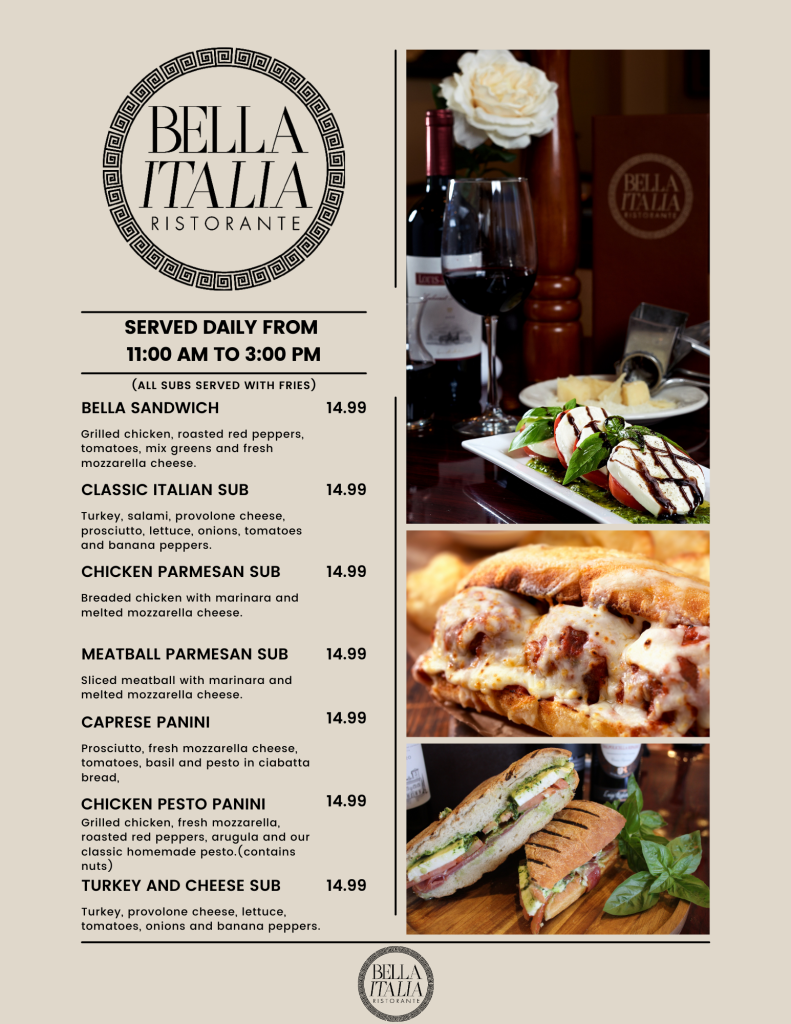 BELLA
ITALIA
RISTORANTE
SERVED DAILY FROM
11:00 AM TO 3:00 PM
(ALL SUBS SERVED WITH FRIES)
BELLA SANDWICH 14.99
Grilled chicken, roasted red peppers,
tomatoes, mix greens and fresh
mozzarella cheese.
CLASSIC ITALIAN SUB 14.99
Turkey, salami, provolone cheese,
prosciutto, lettuce, onions, tomatoes
and banana peppers.
CHICKEN PARMESAN SUB 14.99
Breaded chicken with marinara and
melted mozzarella cheese.
MEATBALL PARMESAN SUB 14.99
Sliced meatball with marinara and
melted mozzarella cheese.
CAPRESE PANINI 14.99
Prosciutto, fresh mozzarella cheese,
tomatoes, basil and pesto in ciabatta
bread,
CHICKEN PESTO PANINI 14.99
Grilled chicken, fresh mozzarella,
roasted red peppers, arugula and our
classic homemade pesto.(contains
nuts)
TURKEY AND CHEESE SUB 14.99
Turkey, provolone cheese, lettuce,
tomatoes, onions and banana peppers.
BELLA
ITALIA
RISTORANTE
BELLA
ITALIA
RISTORANTE